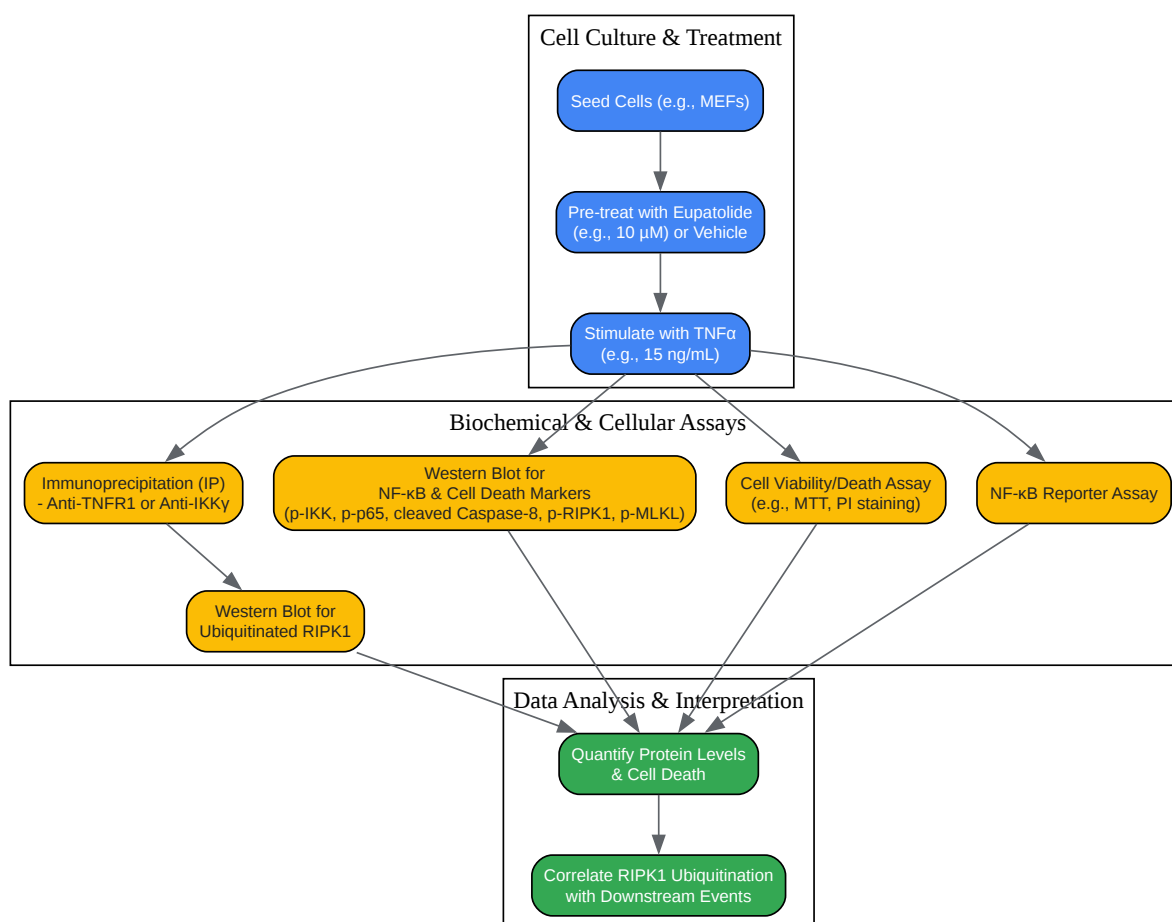 Cell Culture & Treatment
Seed Cells (e.g., MEFs)
Pre-treat with Eupatolide
(e.g., 10 µM) or Vehicle
Stimulate with TNFα
(e.g., 15 ng/mL)
Biochemical & Cellular Assays
Immunoprecipitation (IP)
- Anti-TNFR1 or Anti-IKKγ
Western Blot for
NF-κB & Cell Death Markers
(p-IKK, p-p65, cleaved Caspase-8, p-RIPK1, p-MLKL)
Cell Viability/Death Assay
(e.g., MTT, PI staining)
NF-κB Reporter Assay
Western Blot for
Ubiquitinated RIPK1
Data Analysis & Interpretation
Quantify Protein Levels
& Cell Death
Correlate RIPK1 Ubiquitination
with Downstream Events